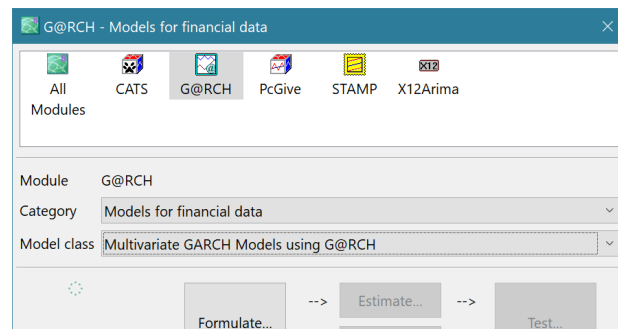 G@RCH - Models for financial data
All Modules CATS G@RCH PcGive STAMP X12Arima
X12
Module G@RCH
Category Models for financial data
Model class Multivariate GARCH Models using G@RCH
--> Estimate... -->
Formulate... Test...